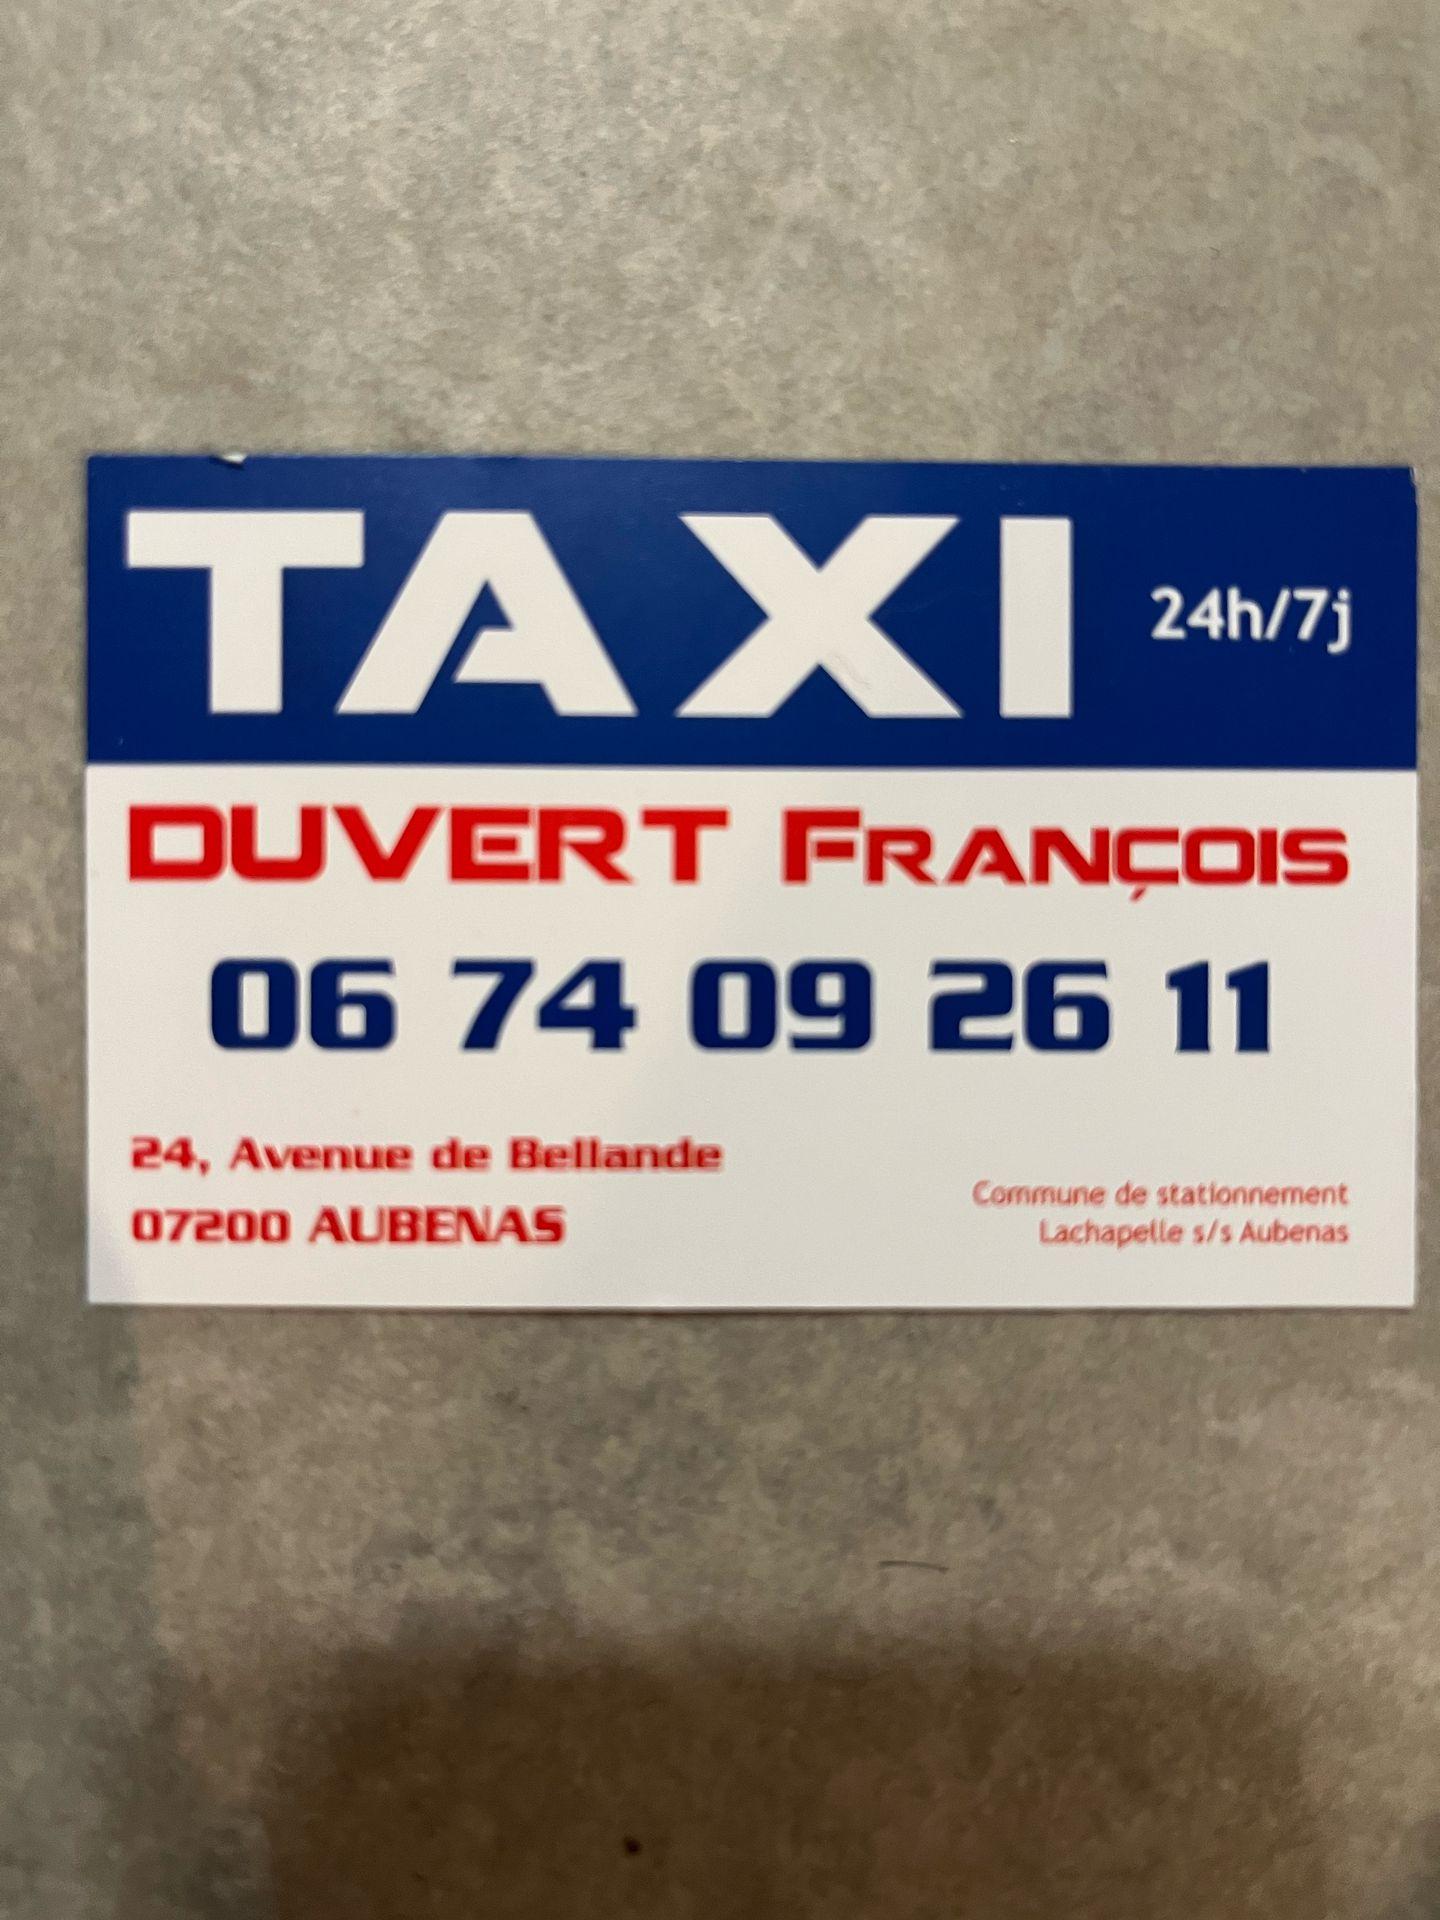 TAXI 24h/7j
DUVERT FRANÇOIS
06 74 09 26 11
24, Avenue de Bellande
07200 AUBENAS
Commune de stationnement
Lachapelle s/s Aubenas